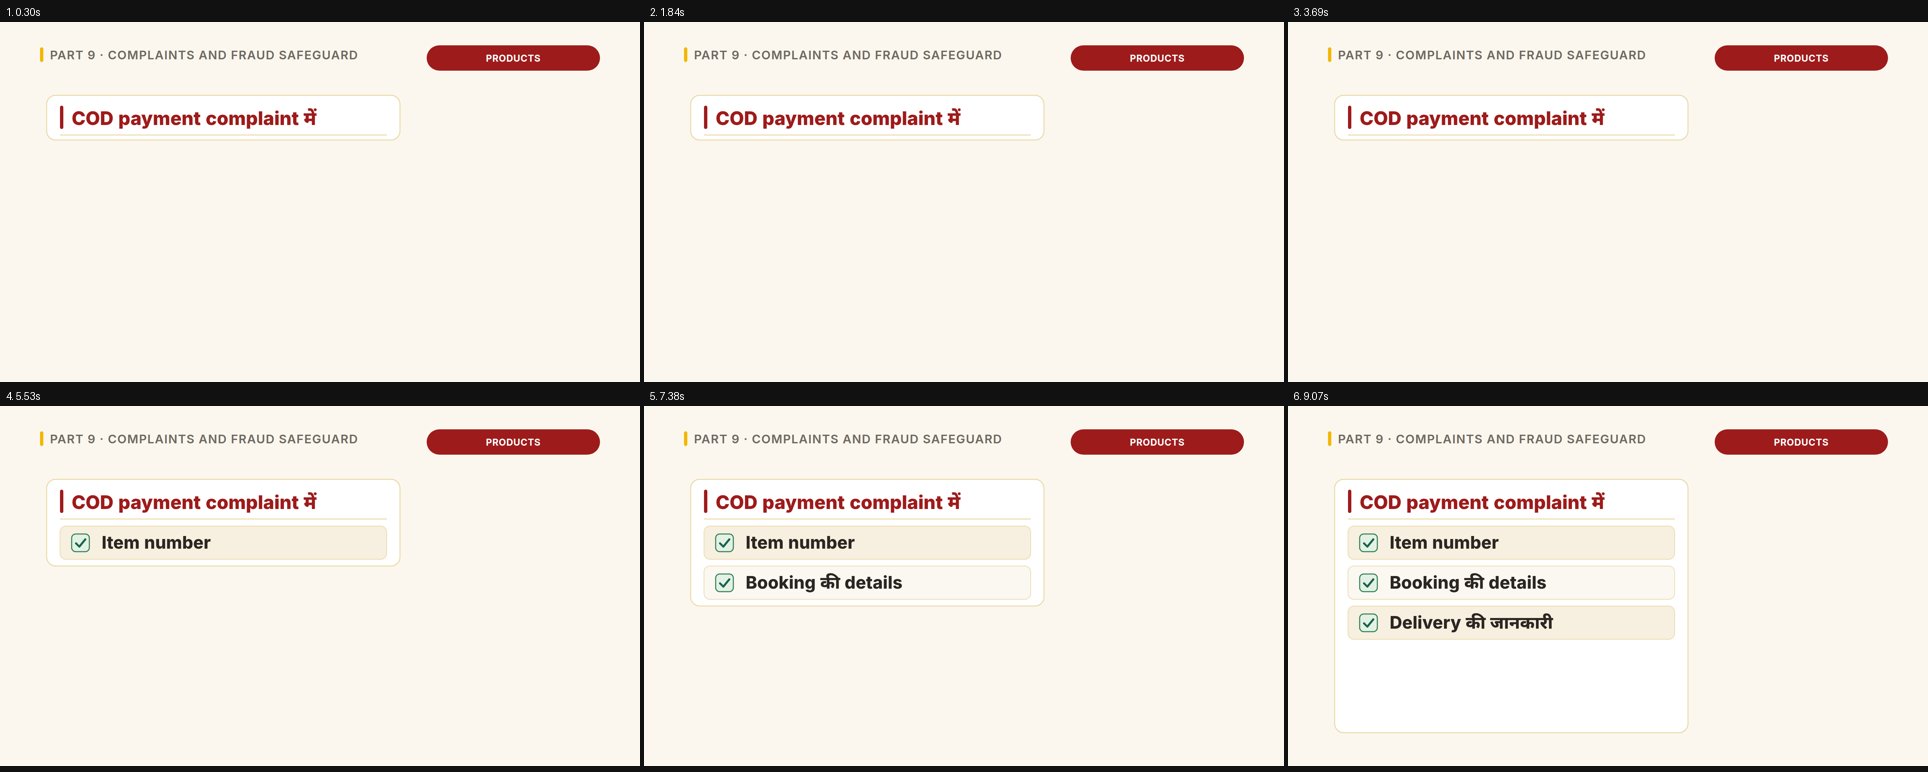 1. 0.30s
PART 9 · COMPLAINTS AND FRAUD SAFEGUARD
PRODUCTS
COD payment complaint में
2. 1.84s
PART 9 · COMPLAINTS AND FRAUD SAFEGUARD
PRODUCTS
COD payment complaint में
3. 3.69s
PART 9 · COMPLAINTS AND FRAUD SAFEGUARD
PRODUCTS
COD payment complaint में
4. 5.53s
PART 9 · COMPLAINTS AND FRAUD SAFEGUARD
PRODUCTS
COD payment complaint में
Item number
5. 7.38s
PART 9 · COMPLAINTS AND FRAUD SAFEGUARD
PRODUCTS
COD payment complaint में
Item number
Booking की details
6. 9.07s
PART 9 · COMPLAINTS AND FRAUD SAFEGUARD
PRODUCTS
COD payment complaint में
Item number
Booking की details
Delivery की जानकारी